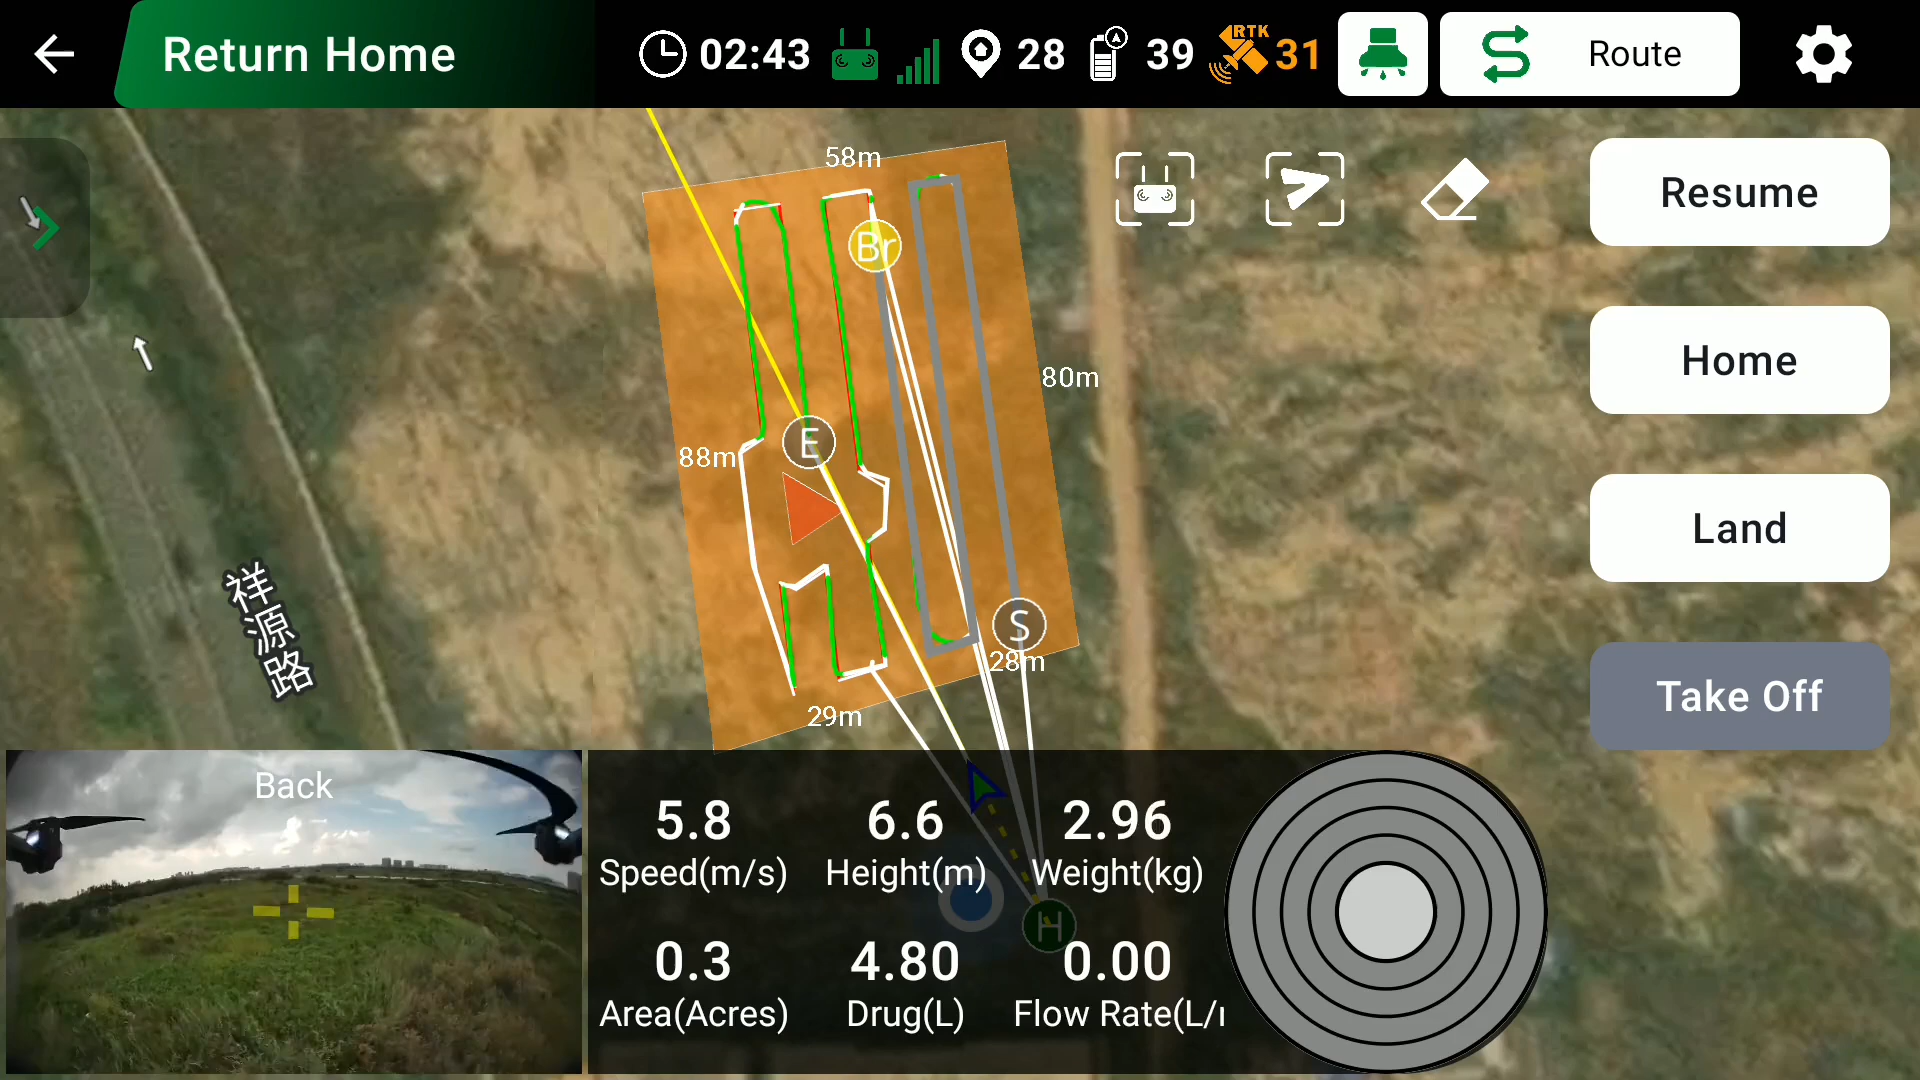 Return Home
02:43
28
39
RTK
31
Route
58m
Br
Resume
Home
80m
E
88m
Land
祥源路
S
28m
Take Off
29m
Back
5.8
6.6
2.96
Speed(m/s)
Height(m)
Weight(kg)
H
0.3
4.80
0.00
Area(Acres)
Drug(L)
Flow Rate(L/